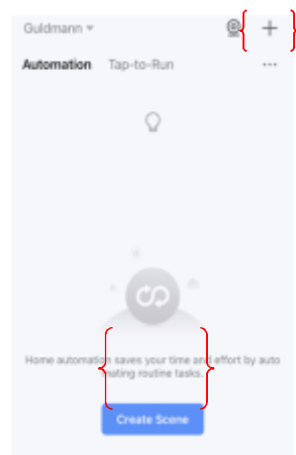 Guldmann
Automation Tap-to-Run
Home automation saves your time and effort by auto
mating routine tasks.
Create Scene